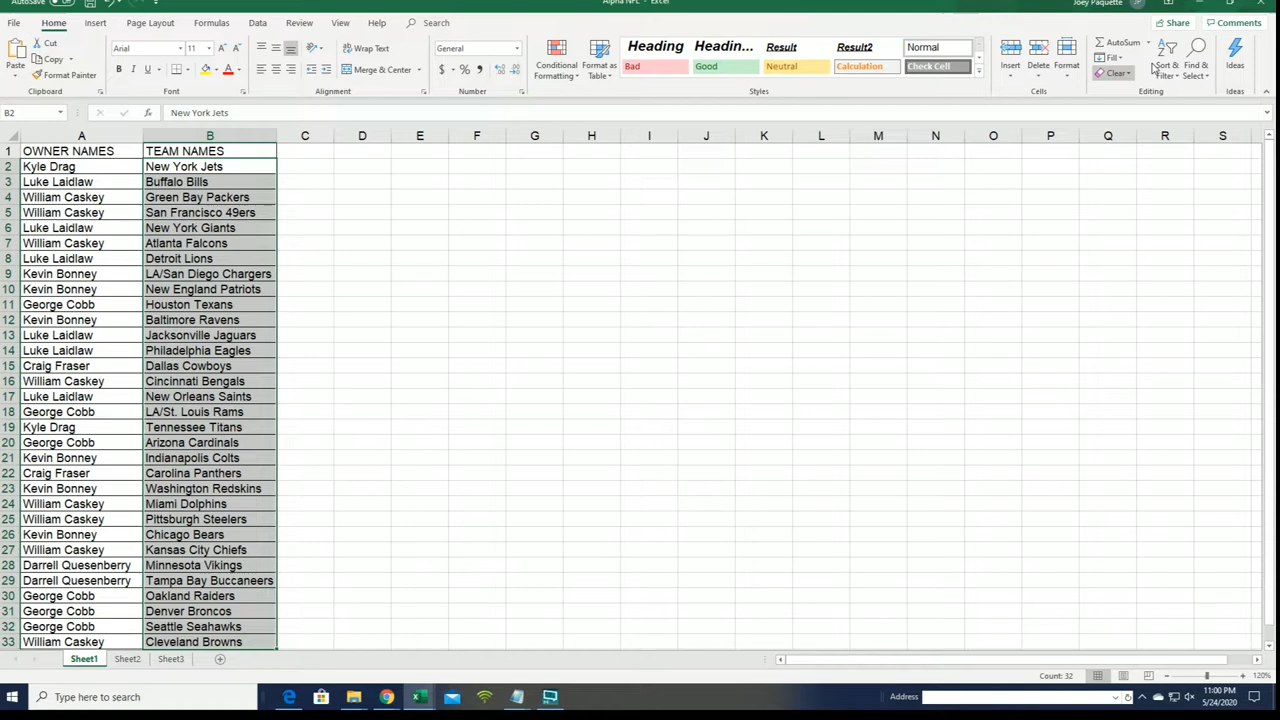 AutoSave Off
Alpha NFL - Excel
Joey Paquette JP
File Home Insert Page Layout Formulas Data Review View Help Search
Share Comments
Paste Cut Copy Format Painter Clipboard
Arial 11 B I U A Font
Wrap Text Merge & Center Alignment
General $ % Number
Conditional Formatting Format as Table
Heading Headin... Result Result2 Normal
Bad Good Neutral Calculation Check Cell
Styles
Insert Delete Format Cells
AutoSum Fill Clear Sort & Filter Find & Select Editing
Ideas Ideas
B2 fx New York Jets
A B C D E F G H I J K L M N O P Q R S
1 OWNER NAMES TEAM NAMES
2 Kyle Drag New York Jets
3 Luke Laidlaw Buffalo Bills
4 William Caskey Green Bay Packers
5 William Caskey San Francisco 49ers
6 Luke Laidlaw New York Giants
7 William Caskey Atlanta Falcons
8 Luke Laidlaw Detroit Lions
9 Kevin Bonney LA/San Diego Chargers
10 Kevin Bonney New England Patriots
11 George Cobb Houston Texans
12 Kevin Bonney Baltimore Ravens
13 Luke Laidlaw Jacksonville Jaguars
14 Luke Laidlaw Philadelphia Eagles
15 Craig Fraser Dallas Cowboys
16 William Caskey Cincinnati Bengals
17 Luke Laidlaw New Orleans Saints
18 George Cobb LA/St. Louis Rams
19 Kyle Drag Tennessee Titans
20 George Cobb Arizona Cardinals
21 Kevin Bonney Indianapolis Colts
22 Craig Fraser Carolina Panthers
23 Kevin Bonney Washington Redskins
24 William Caskey Miami Dolphins
25 William Caskey Pittsburgh Steelers
26 Kevin Bonney Chicago Bears
27 William Caskey Kansas City Chiefs
28 Darrell Quesenberry Minnesota Vikings
29 Darrell Quesenberry Tampa Bay Buccaneers
30 George Cobb Oakland Raiders
31 George Cobb Denver Broncos
32 George Cobb Seattle Seahawks
33 William Caskey Cleveland Browns
Sheet1 Sheet2 Sheet3
Count: 32 120%
Type here to search
Address
11:00 PM
5/24/2020